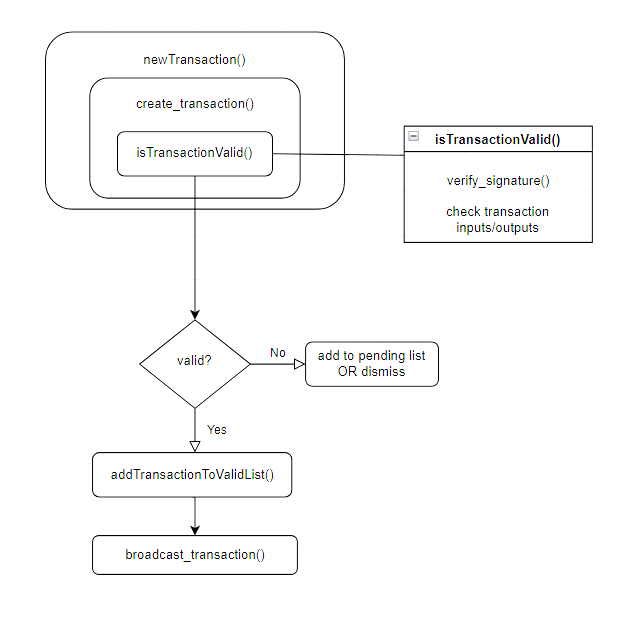 newTransaction()
create_transaction()
isTransactionValid()
isTransactionValid()
verify_signature()
check transaction
inputs/outputs
valid?
No
add to pending list
OR dismiss
Yes
addTransactionToValidList()
broadcast_transaction()